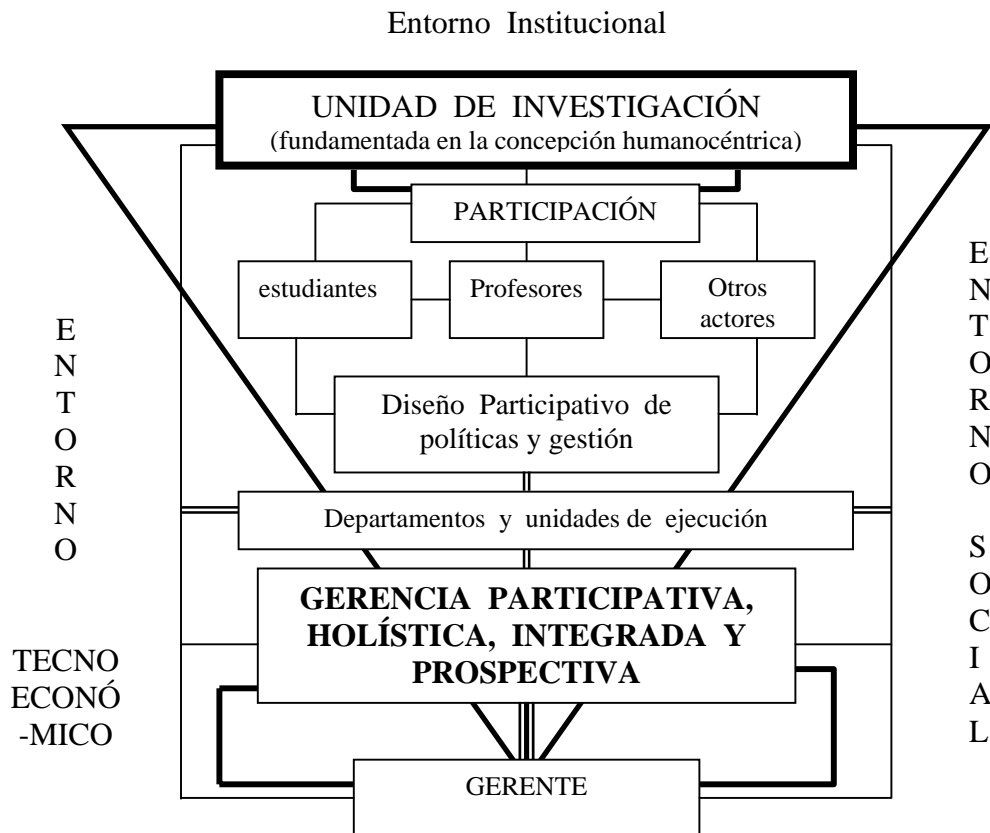 Entorno Institucional
UNIDAD DE INVESTIGACIÓN
(fundamentada en la concepción humanocéntrica)
PARTICIPACIÓN
estudiantes
Profesores
Otros
actores
Diseño Participativo de
políticas y gestión
Departamentos y unidades de ejecución
GERENCIA PARTICIPATIVA,
HOLÍSTICA, INTEGRADA Y
PROSPECTIVA
GERENTE
E
N
T
O
R
N
O
TECNO
ECONÓ
-MICO
E
N
T
O
R
N
O
S
O
C
I
A
L